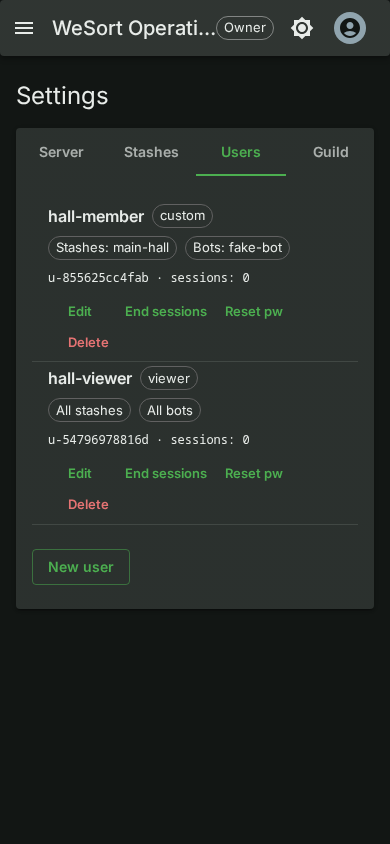 WeSort Operati... Owner
Settings
Server Stashes Users Guild
hall-member custom
Stashes: main-hall Bots: fake-bot
u-855625cc4fab · sessions: 0
Edit End sessions Reset pw
Delete
hall-viewer viewer
All stashes All bots
u-54796978816d · sessions: 0
Edit End sessions Reset pw
Delete
New user